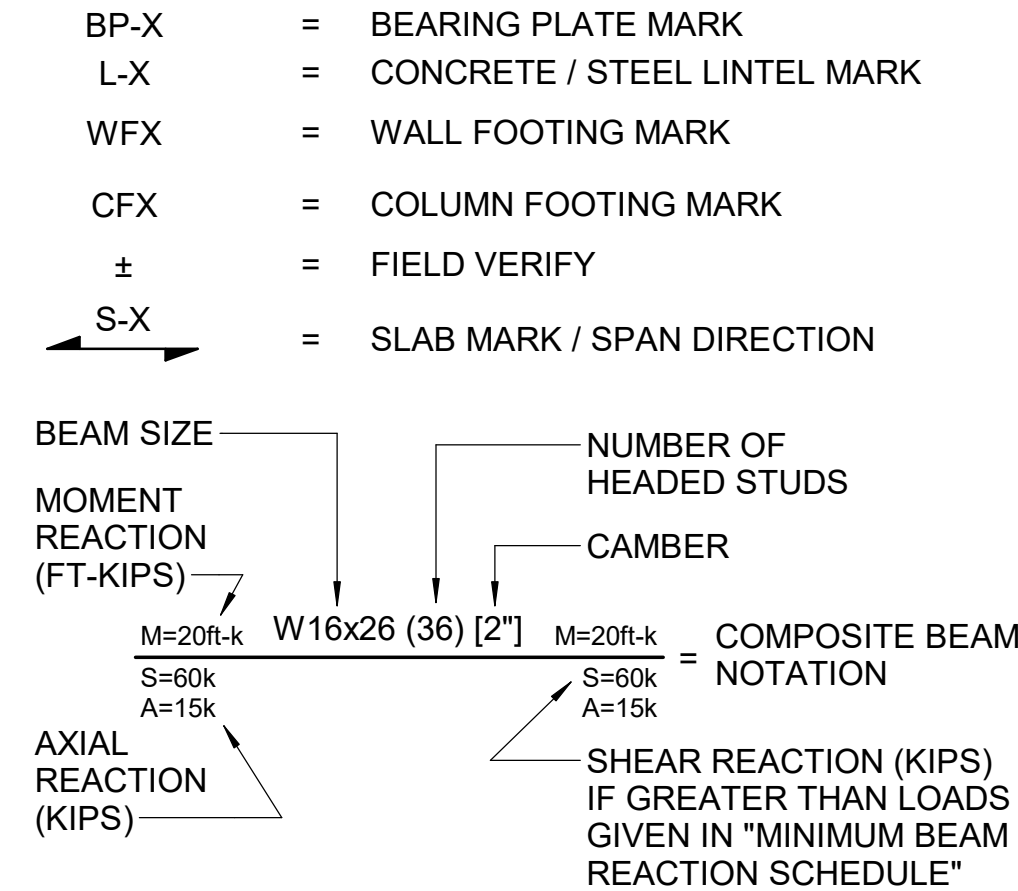 BP-X = BEARING PLATE MARK
L-X = CONCRETE / STEEL LINTEL MARK
WFX = WALL FOOTING MARK
CFX = COLUMN FOOTING MARK
± = FIELD VERIFY
S-X = SLAB MARK / SPAN DIRECTION
BEAM SIZE
NUMBER OF
HEADED STUDS
MOMENT
REACTION
(FT-KIPS)
CAMBER
M=20ft-k W16x26 (36) [2"] M=20ft-k
S=60k
A=15k
S=60k
A=15k
= COMPOSITE BEAM
NOTATION
AXIAL
REACTION
(KIPS)
SHEAR REACTION (KIPS)
IF GREATER THAN LOADS
GIVEN IN "MINIMUM BEAM
REACTION SCHEDULE"